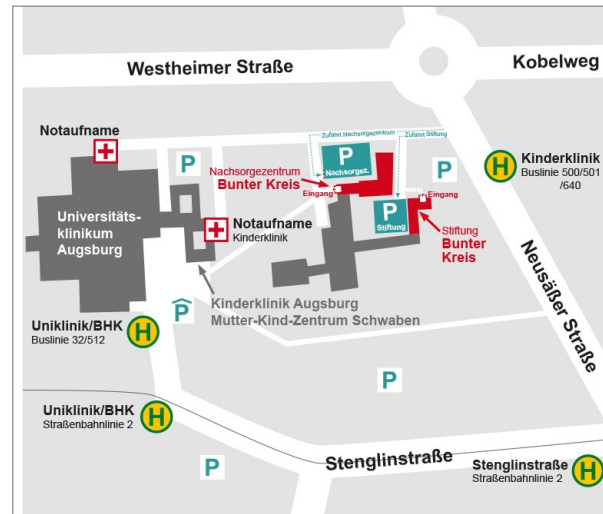 Westheimer Straße
Kobelweg
Notaufname
Zufahrt Nachsorgezentrum
Zufahrt Stiftung
P
P
Nachsorgez.
P
H
Kinderklinik
Buslinie 500/501
/640
Nachsorgezentrum
Bunter Kreis
Eingang
Eingang
Universitäts-
klinikum
Augsburg
Notaufname
Kinderklinik
P
Stiftung
Stiftung
Bunter
Kreis
Neusäßer Straße
Kinderklinik Augsburg
Mutter-Kind-Zentrum Schwaben
P
Uniklinik/BHK
Buslinie 32/512
H
P
Uniklinik/BHK
Straßenbahnlinie 2
H
Stenglinstraße
P
Stenglinstraße
Straßenbahnlinie 2
H